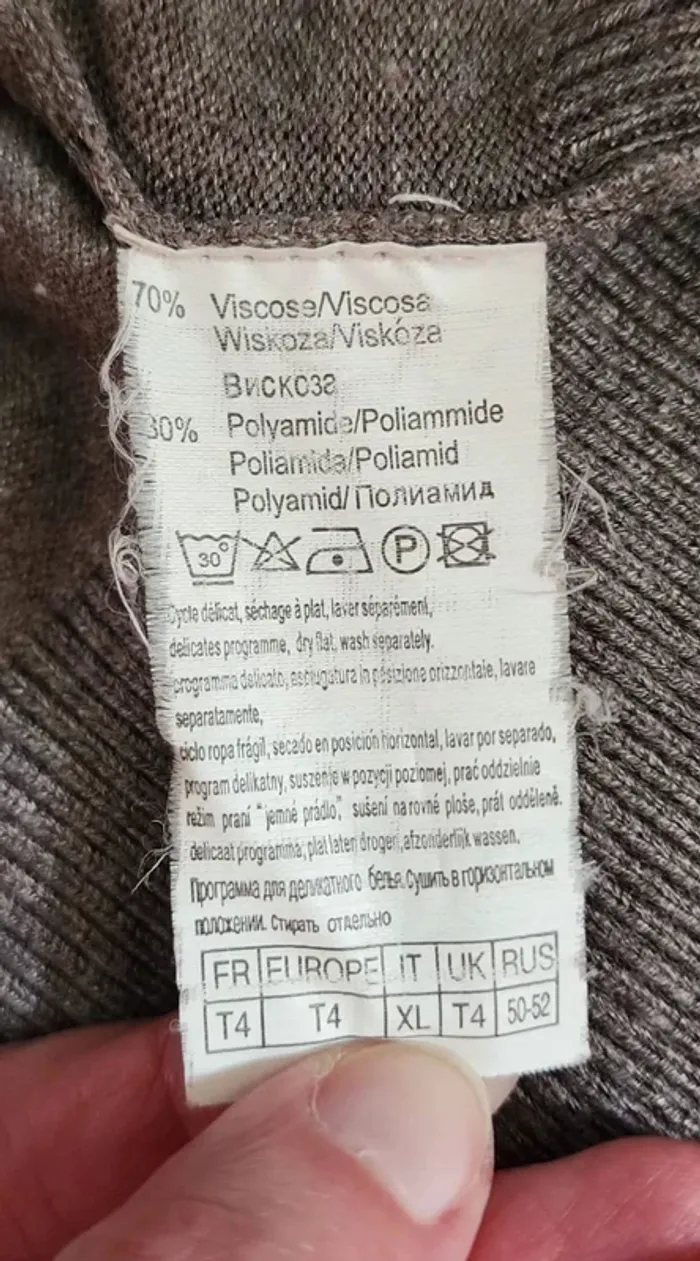 70% Viscose/Viscosa
Wiskoza/Viskóza
Вискоза
30% Polyamide/Poliammide
Poliamida/Poliamid
Polyamid/Полиамид
30° P
Cycle délicat, séchage à plat, laver séparément,
delicates programme, dry flat, wash separately.
programma delicato, asciugatura in posizione orizzontale, lavare
separatamente,
ciclo ropa frágil, secado en posición horizontal, lavar por separado,
program delikatny, suszenie w pozycji poziomej, prać oddzielnie
režim praní "jemné prádlo", sušení na rovné ploše, prát odděleně.
delicaat programma, plat laten drogen, afzonderlijk wassen.
Программа для деликатного белья. Сушить в горизонтальном
положении. Стирать отдельно
FR EUROPE IT UK RUS
T4 T4 XL T4 50-52